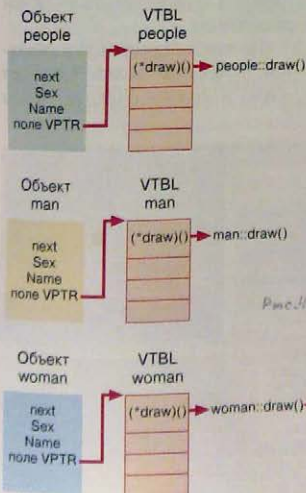 Объект people
VTBL people
(*draw)()
people::draw()
next
Sex
Name
поле VPTR
Объект man
VTBL man
(*draw)()
man::draw()
next
Sex
Name
поле VPTR
Объект woman
VTBL woman
(*draw)()
woman::draw()
next
Sex
Name
поле VPTR